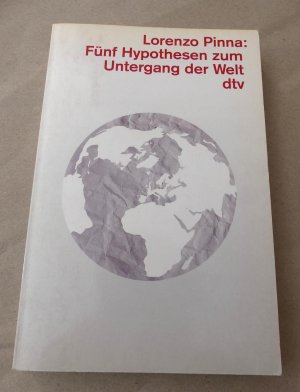 Lorenzo Pinna:
Fünf Hypothesen zum
Untergang der Welt
dtv